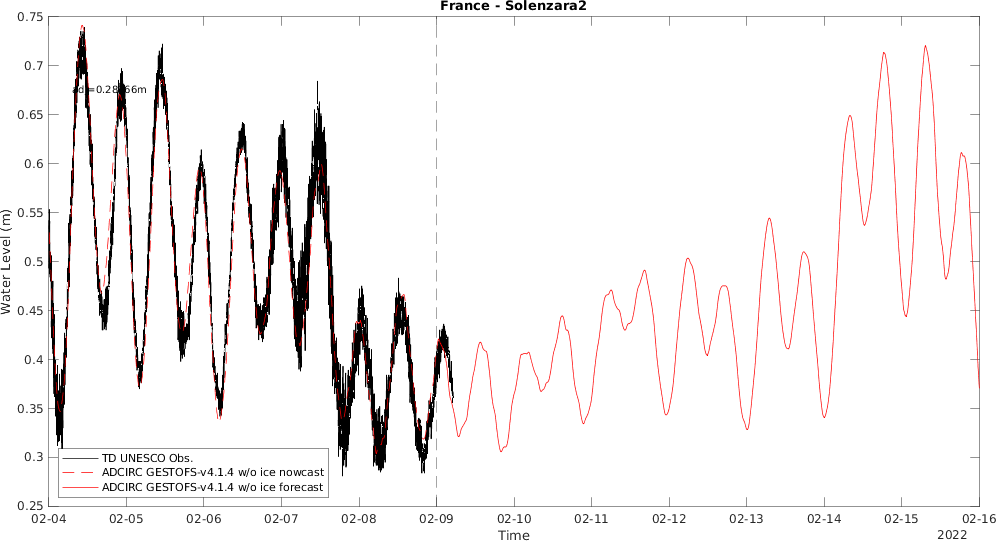 France - Solenzara2
0.75
0.7
0.65
0.6
0.55
0.5
0.45
0.4
0.35
0.3
0.25
Water Level (m)
TD UNESCO Obs.
ADCIRC GESTOFS-v4.1.4 w/o ice nowcast
ADCIRC GESTOFS-v4.1.4 w/o ice forecast
02-04 02-05 02-06 02-07 02-08 02-09 02-10 02-11 02-12 02-13 02-14 02-15 02-16
Time
2022